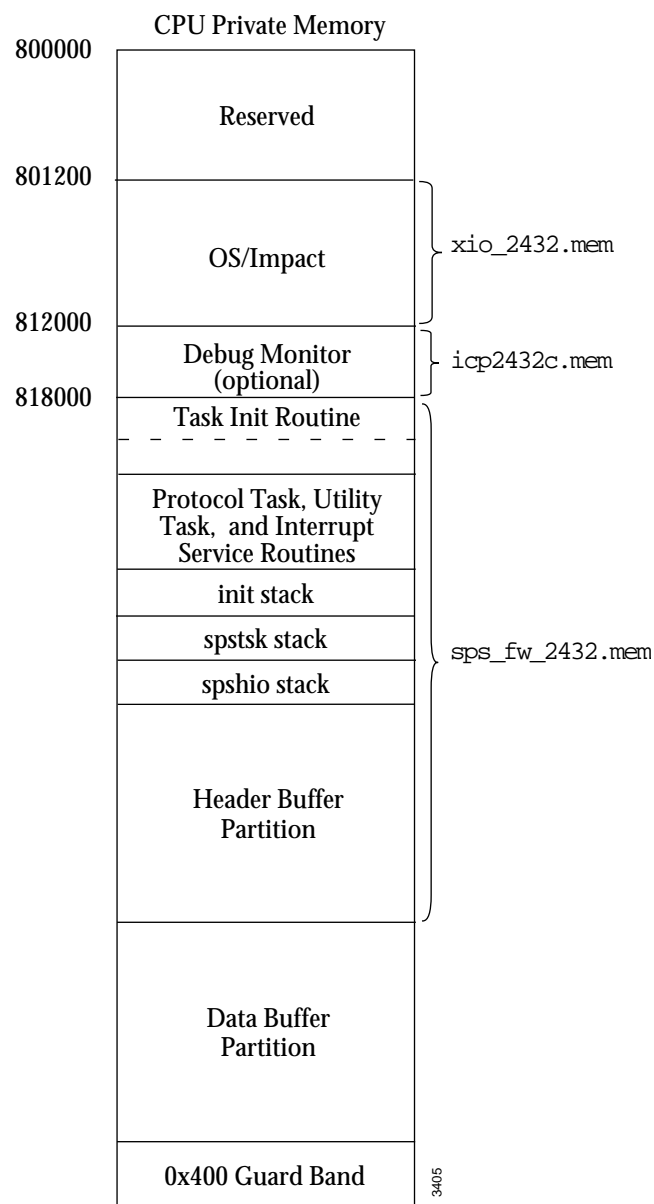 CPU Private Memory
800000
Reserved
801200
OS/Impact
xio_2432.mem
812000
Debug Monitor
(optional)
icp2432c.mem
818000
Task Init Routine
Protocol Task, Utility
Task, and Interrupt
Service Routines
init stack
spstsk stack
sps_fw_2432.mem
spshio stack
Header Buffer
Partition
Data Buffer
Partition
0x400 Guard Band
3405